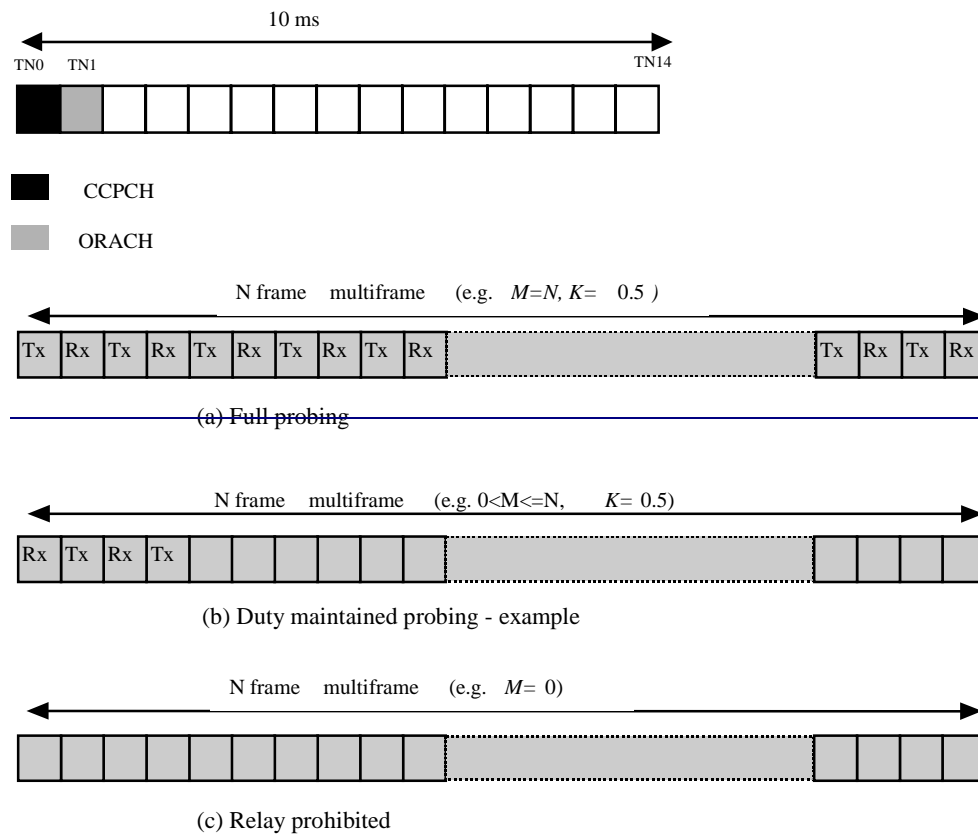 10 ms
TN0 TN1 TN14
CCPCH
ORACH
N frame multiframe (e.g. M=N, K= 0.5 )
Tx Rx Tx Rx Tx Rx Tx Rx Tx Rx Tx Rx Tx Rx
(a) Full probing
N frame multiframe (e.g. 0<M<=N, K= 0.5)
Rx Tx Rx Tx
(b) Duty maintained probing - example
N frame multiframe (e.g. M= 0)
(c) Relay prohibited